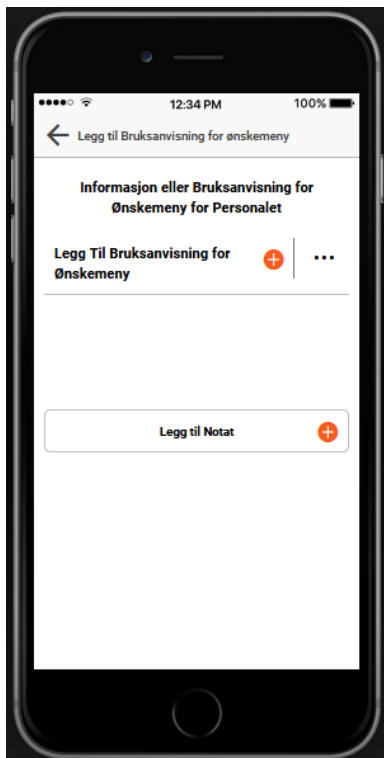 12:34 PM
100%
Legg til Bruksanvisning for ønskemeny
Informasjon eller Bruksanvisning for
Ønskemeny for Personalet
Legg Til Bruksanvisning for
Ønskemeny
Legg til Notat